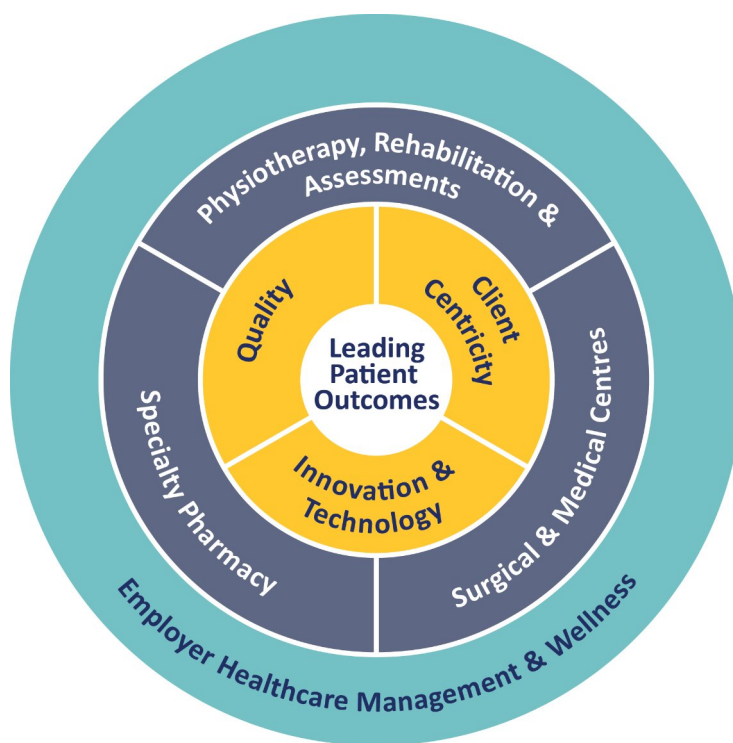 Physiotherapy, Rehabilitation &
Assessments
Quality
Client
Centricity
Leading
Patient
Outcomes
Innovation &
Technology
Specialty Pharmacy
Surgical & Medical Centres
Employer Healthcare Management & Wellness